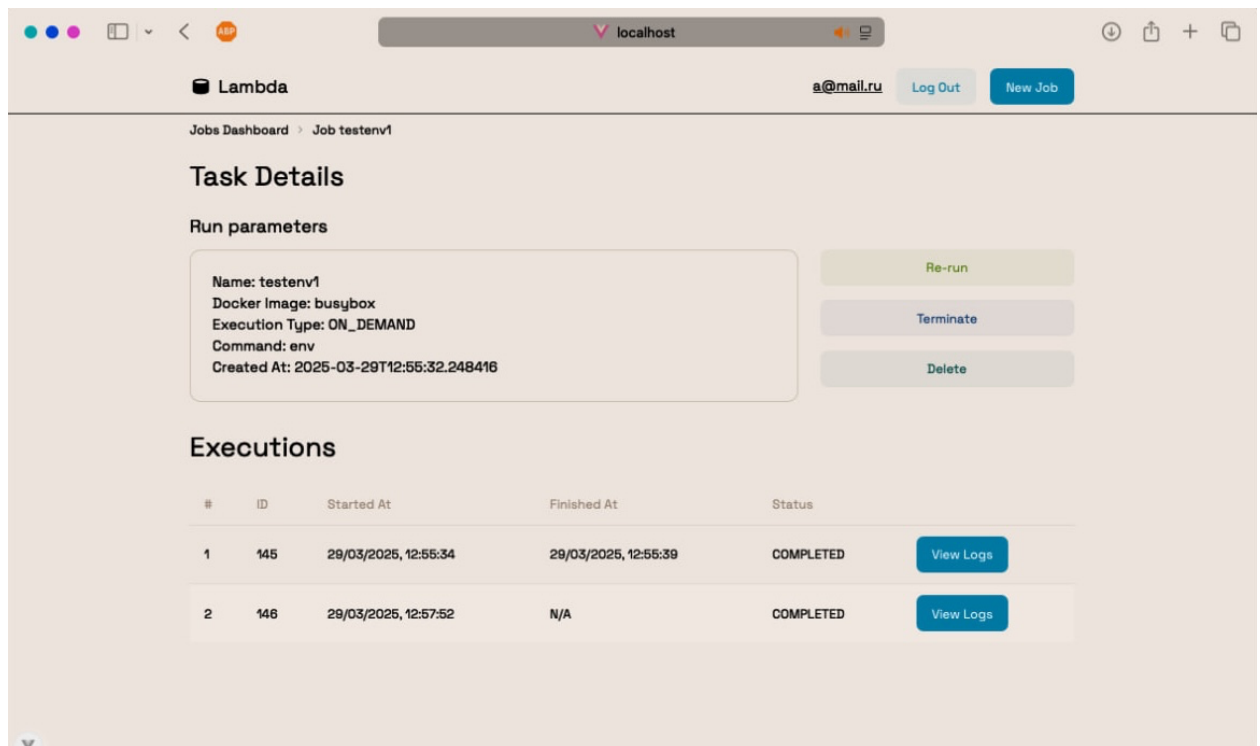 ABP
localhost
Lambda
a@mail.ru Log Out New Job
Jobs Dashboard > Job testenv1
Task Details
Run parameters
Name: testenv1
Docker Image: busybox
Execution Type: ON_DEMAND
Command: env
Created At: 2025-03-29T12:55:32.248416
Re-run
Terminate
Delete
Executions
# ID Started At Finished At Status
1 145 29/03/2025, 12:55:34 29/03/2025, 12:55:39 COMPLETED View Logs
2 146 29/03/2025, 12:57:52 N/A COMPLETED View Logs